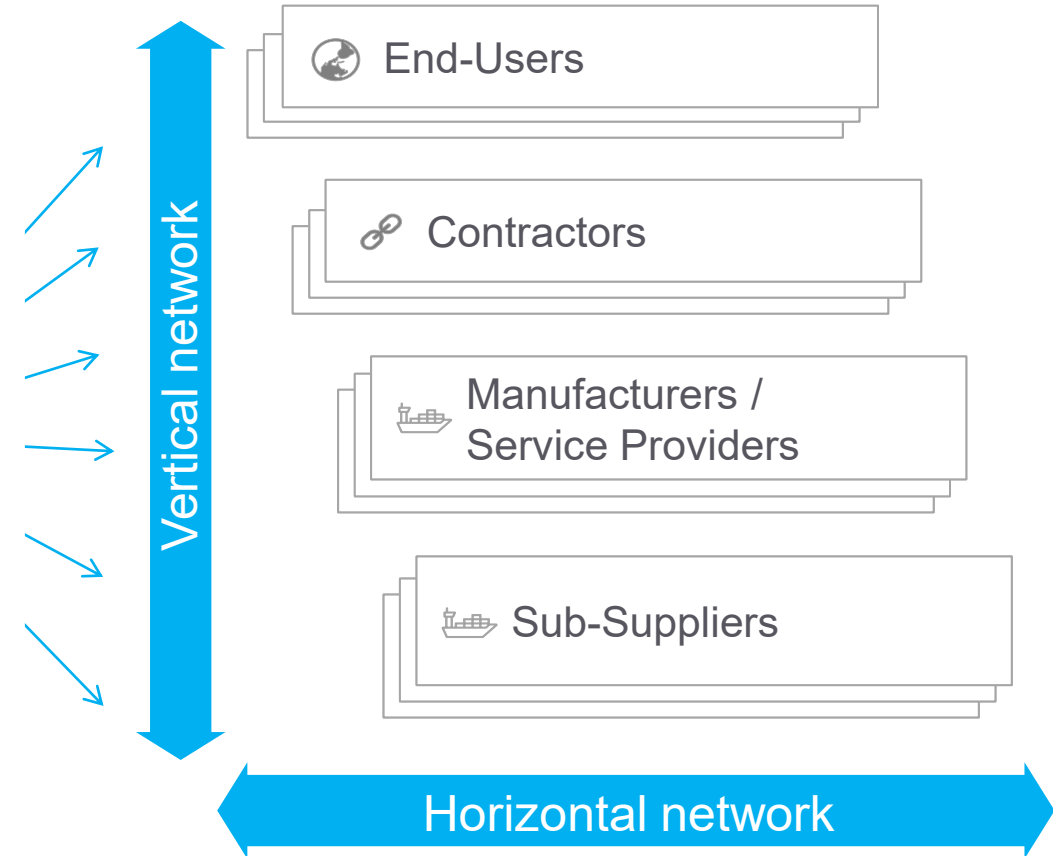 End-Users
Contractors
Vertical network
Manufacturers /
Service Providers
Sub-Suppliers
Horizontal network